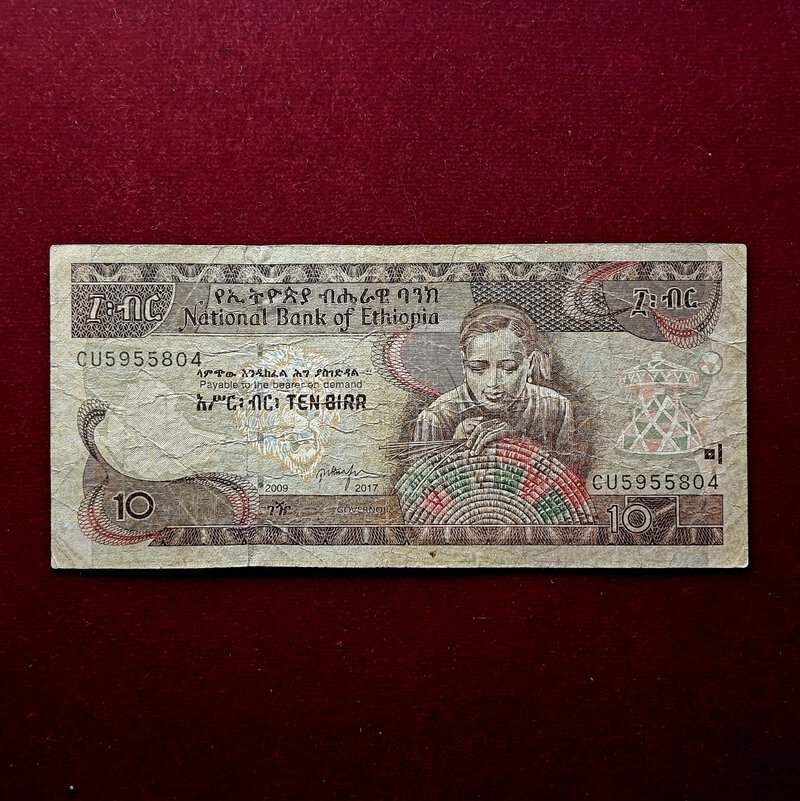 ፲፡ብር
የኢትዮጵያ ብሔራዊ ባንክ
፲፡ብር
National Bank of Ethiopia
CU5955804
ላምጭው እንዲከፈል ሕግ ያስገድዳል
Payable to the bearer on demand
አሥር፡ብር፡ TEN BIRR
CU5955804
2009 2017
10
ገዥ GOVERNOR
10